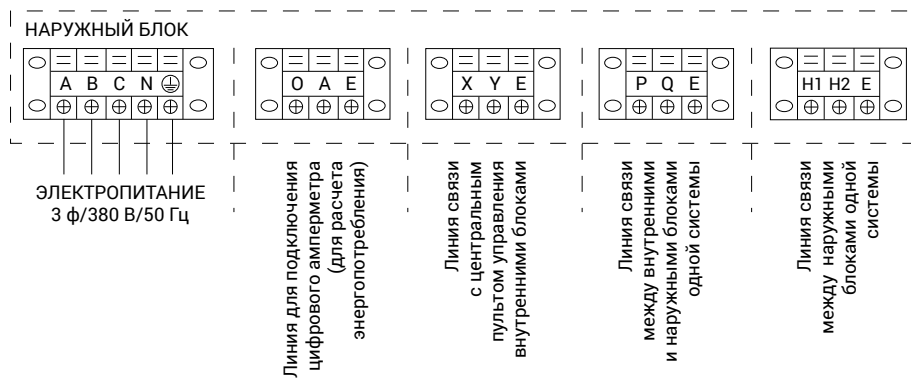 НАРУЖНЫЙ БЛОК
A B C N
O A E
X Y E
P Q E
H1 H2 E
ЭЛЕКТРОПИТАНИЕ
3 ф/380 В/50 Гц
Линия для подключения
цифрового амперметра
(для расчета
энергопотребления)
Линия связи
с центральным
пультом управления
внутренними блоками
Линия связи
между внутренними
и наружными блоками
одной системы
Линия связи
между наружными
блоками одной
системы